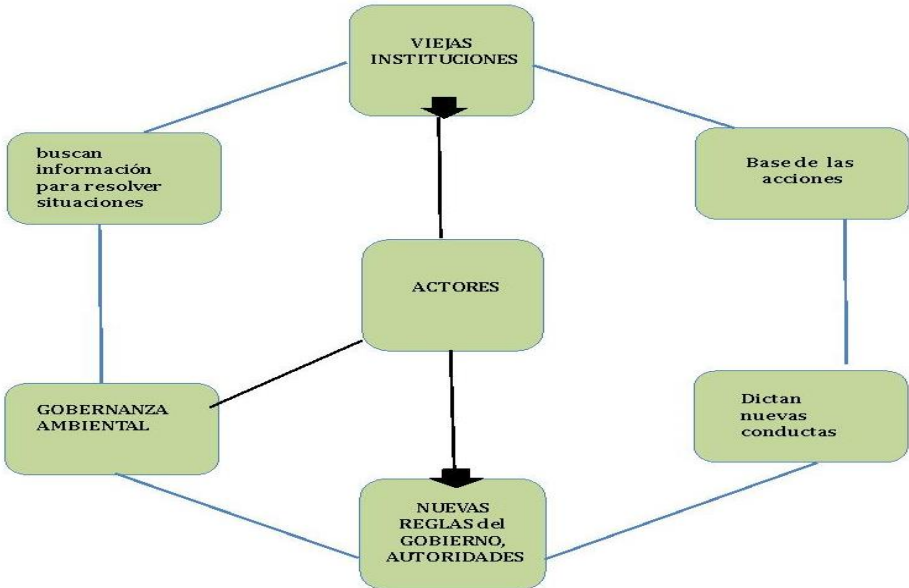 VIEJAS
INSTITUCIONES
buscan
información
para resolver
situaciones
Base de las
acciones
ACTORES
GOBERNANZA
AMBIENTAL
Dictan
nuevas
conductas
NUEVAS
REGLAS del
GOBIERNO,
AUTORIDADES